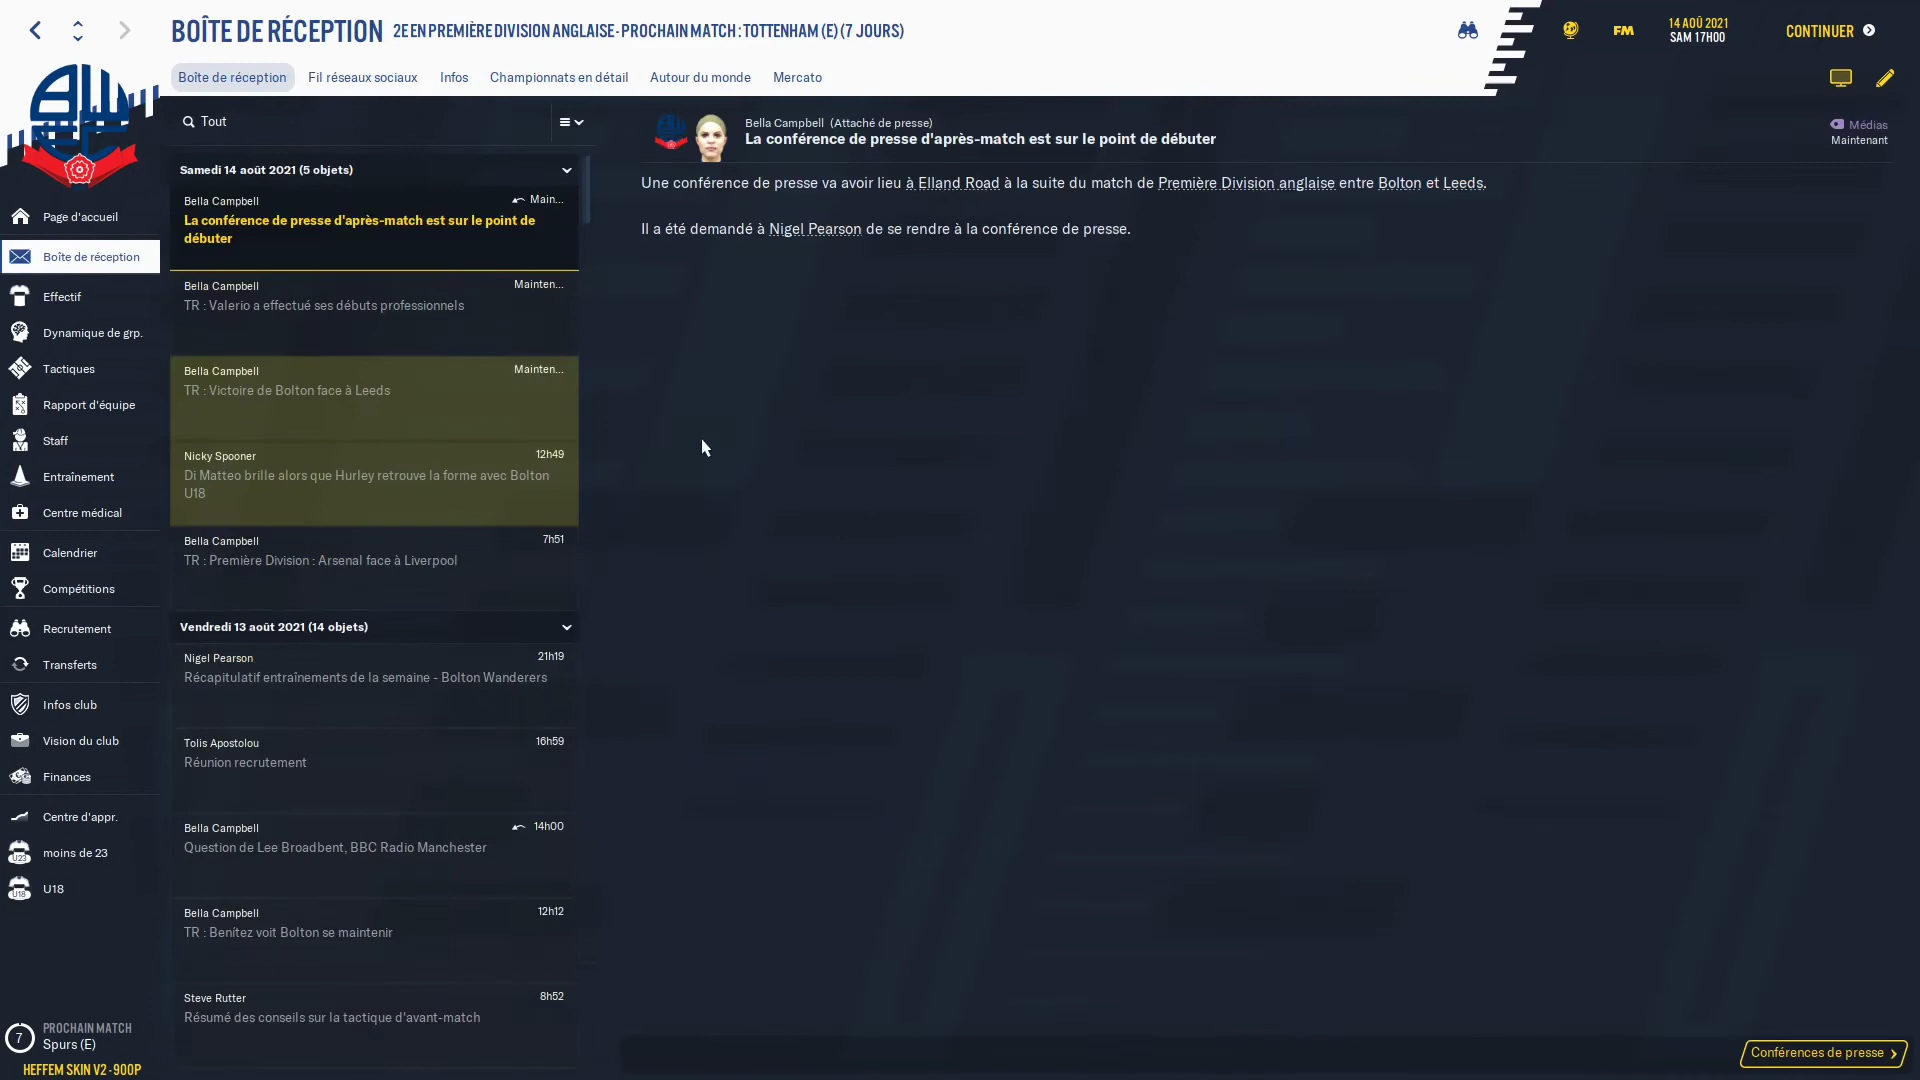 BOÎTE DE RÉCEPTION
2E EN PREMIÈRE DIVISION ANGLAISE - PROCHAIN MATCH : TOTTENHAM (E) (7 JOURS)
FM
14 AOÛ 2021
SAM 17H00
CONTINUER
Boîte de réception
Fil réseaux sociaux
Infos
Championnats en détail
Autour du monde
Mercato
Page d'accueil
Boîte de réception
Effectif
Dynamique de grp.
Tactiques
Rapport d'équipe
Staff
Entraînement
Centre médical
Calendrier
Compétitions
Recrutement
Transferts
Infos club
Vision du club
Finances
Centre d'appr.
U23
moins de 23
U18
U18
7
PROCHAIN MATCH
Spurs (E)
HEFFEM SKIN V2 - 900P
Tout
Samedi 14 août 2021 (5 objets)
Bella Campbell
Main...
La conférence de presse d'après-match est sur le point de
débuter
Bella Campbell
Mainten...
TR : Valerio a effectué ses débuts professionnels
Bella Campbell
Mainten...
TR : Victoire de Bolton face à Leeds
Nicky Spooner
12h49
Di Matteo brille alors que Hurley retrouve la forme avec Bolton
U18
Bella Campbell
7h51
TR : Première Division : Arsenal face à Liverpool
Vendredi 13 août 2021 (14 objets)
Nigel Pearson
21h19
Récapitulatif entraînements de la semaine - Bolton Wanderers
Tolis Apostolou
16h59
Réunion recrutement
Bella Campbell
14h00
Question de Lee Broadbent, BBC Radio Manchester
Bella Campbell
12h12
TR : Benítez voit Bolton se maintenir
Steve Rutter
8h52
Résumé des conseils sur la tactique d'avant-match
Bella Campbell (Attaché de presse)
La conférence de presse d'après-match est sur le point de débuter
Médias
Maintenant
Une conférence de presse va avoir lieu à Elland Road à la suite du match de Première Division anglaise entre Bolton et Leeds.
Il a été demandé à Nigel Pearson de se rendre à la conférence de presse.
Conférences de presse